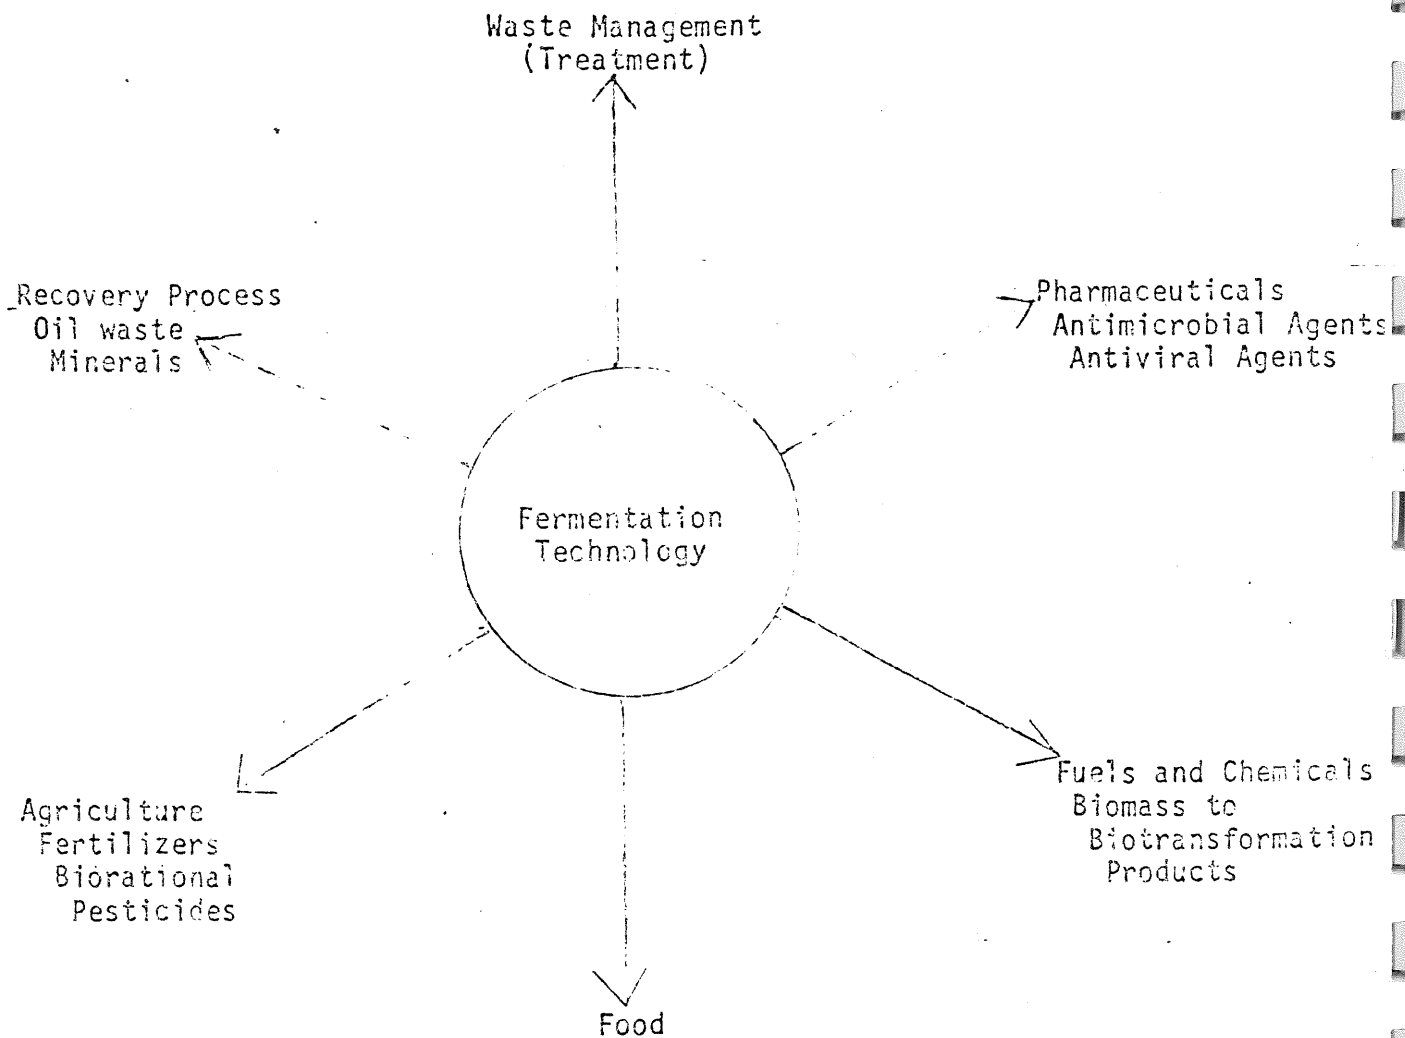 Waste Management
(Treatment)
Recovery Process
Oil waste
Minerals
Pharmaceuticals
Antimicrobial Agents
Antiviral Agents
Fermentation
Technology
Agriculture
Fertilizers
Biorational
Pesticides
Fuels and Chemicals
Biomass to
Biotransformation
Products
Food